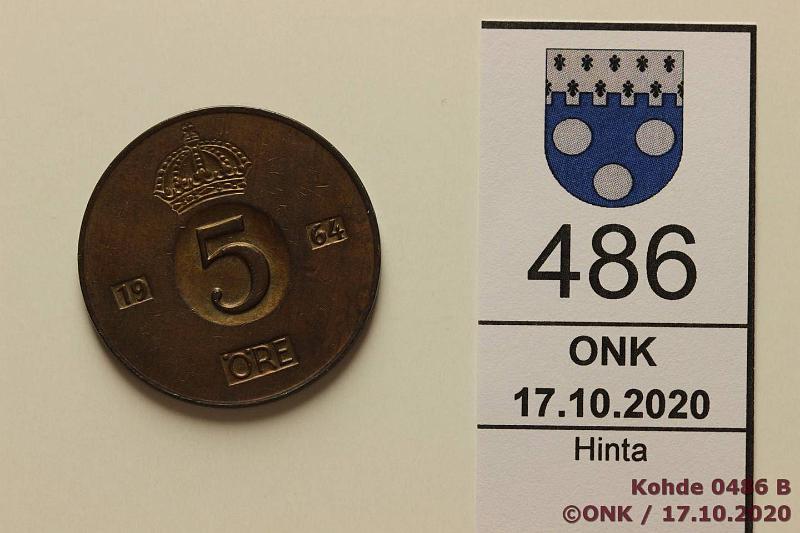 5
19 64
ÖRE
486
ONK
17.10.2020
Hinta
Kohde 0486 B
©ONK / 17.10.2020